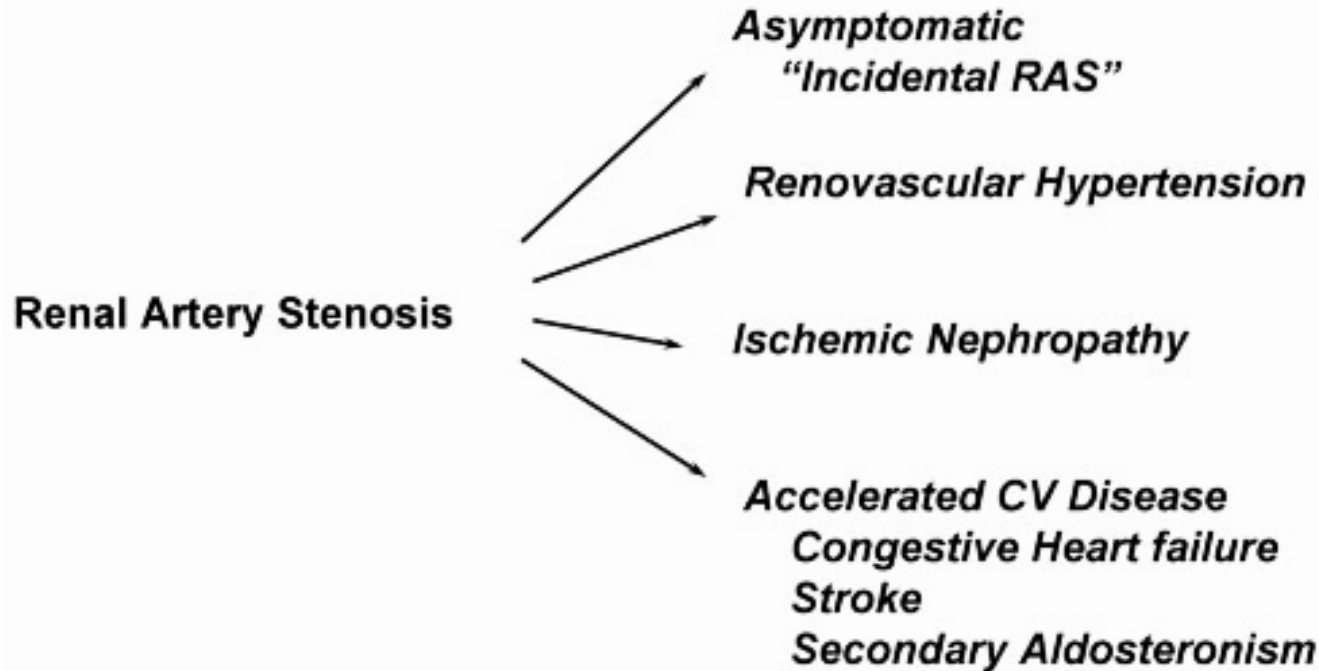 Asymptomatic
“Incidental RAS”
Renovascular Hypertension
Renal Artery Stenosis
Ischemic Nephropathy
Accelerated CV Disease
Congestive Heart failure
Stroke
Secondary Aldosteronism